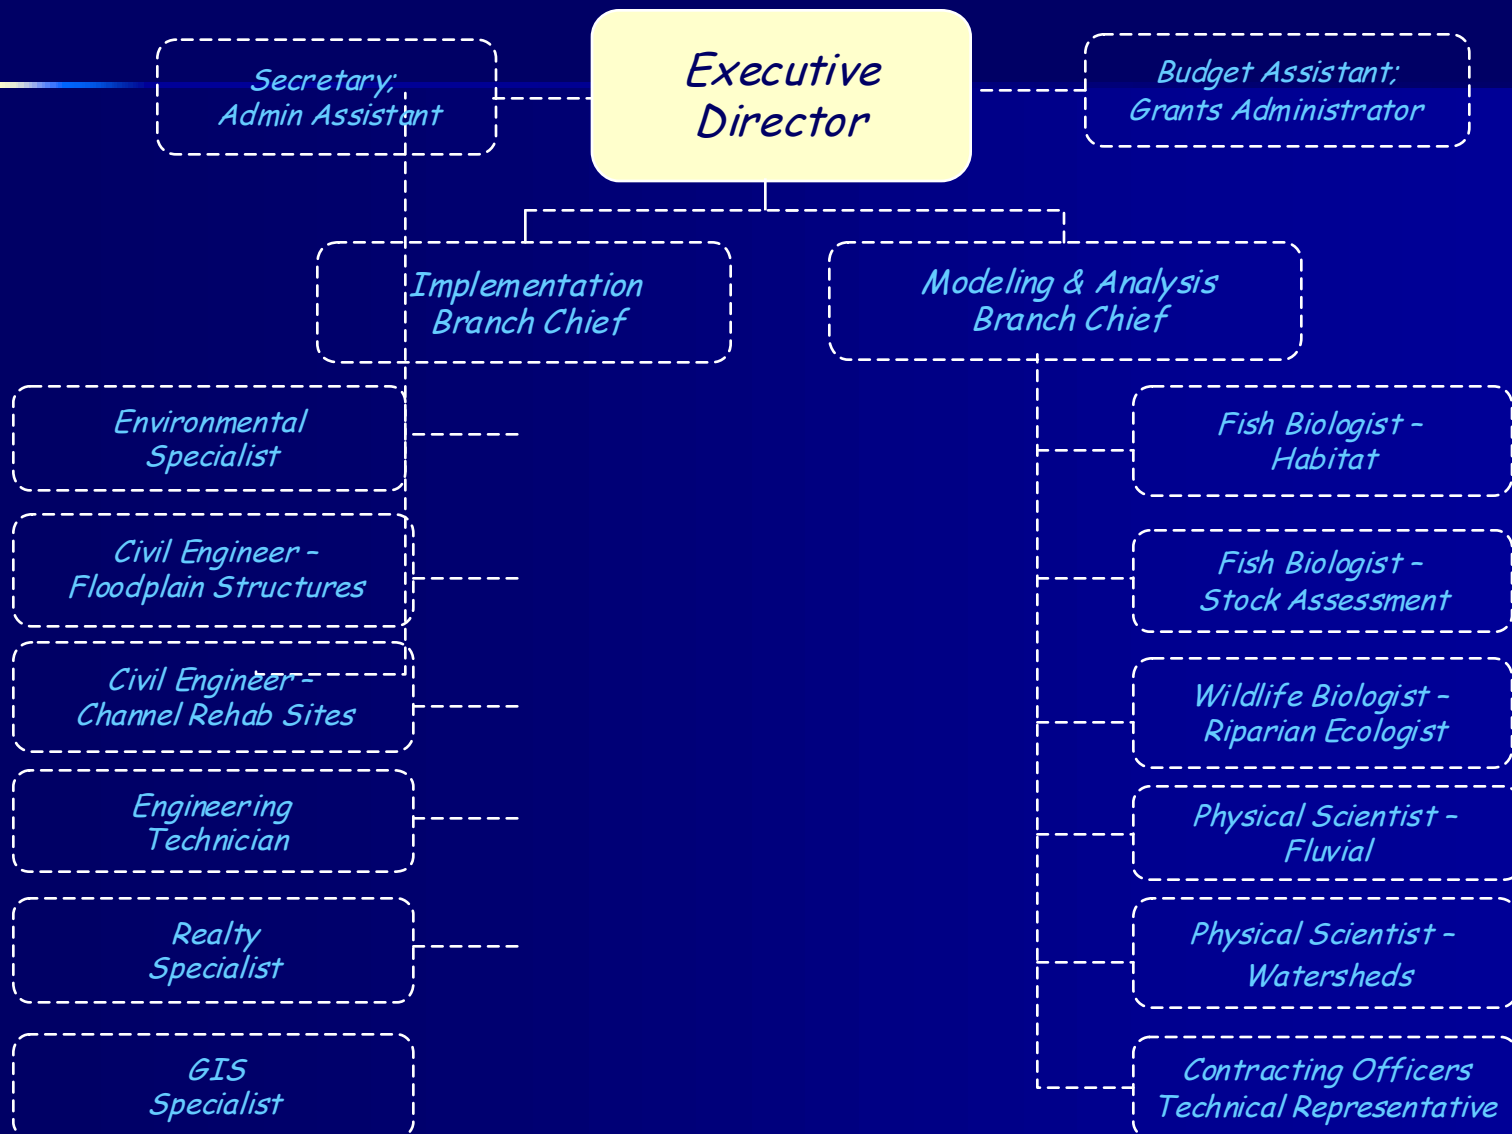 Secretary;
Admin Assistant
Executive
Director
Budget Assistant;
Grants Administrator
Implementation
Branch Chief
Modeling & Analysis
Branch Chief
Environmental
Specialist
Civil Engineer –
Floodplain Structures
Civil Engineer –
Channel Rehab Sites
Engineering
Technician
Realty
Specialist
GIS
Specialist
Fish Biologist –
Habitat
Fish Biologist –
Stock Assessment
Wildlife Biologist –
Riparian Ecologist
Physical Scientist –
Fluvial
Physical Scientist –
Watersheds
Contracting Officers
Technical Representative